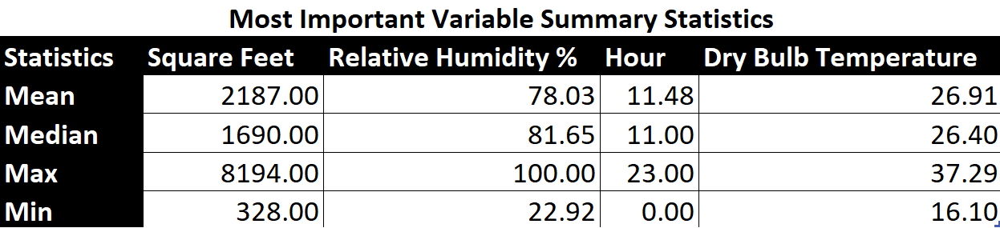 Most Important Variable Summary Statistics
Statistics Square Feet Relative Humidity % Hour Dry Bulb Temperature
Mean 2187.00 78.03 11.48 26.91
Median 1690.00 81.65 11.00 26.40
Max 8194.00 100.00 23.00 37.29
Min 328.00 22.92 0.00 16.10